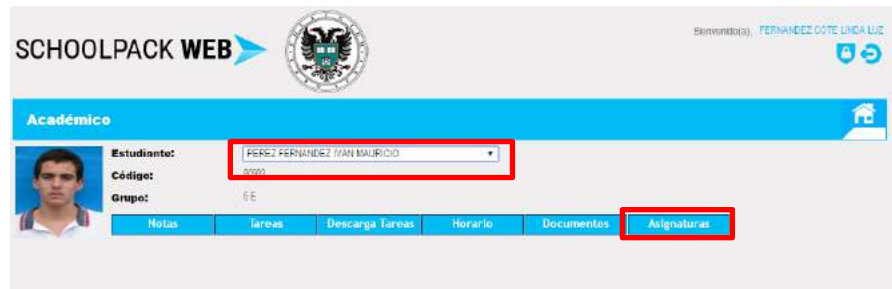 SCHOOLPACK WEB
Bienvenido(a), FERNANDEZ COTE LINDA LUZ
Académico
Estudiante: PEREZ FERNANDEZ IVAN MAURICIO
Código:
Grupo: 6 E
Notas Tareas Descarga Tareas Horario Documentos Asignaturas